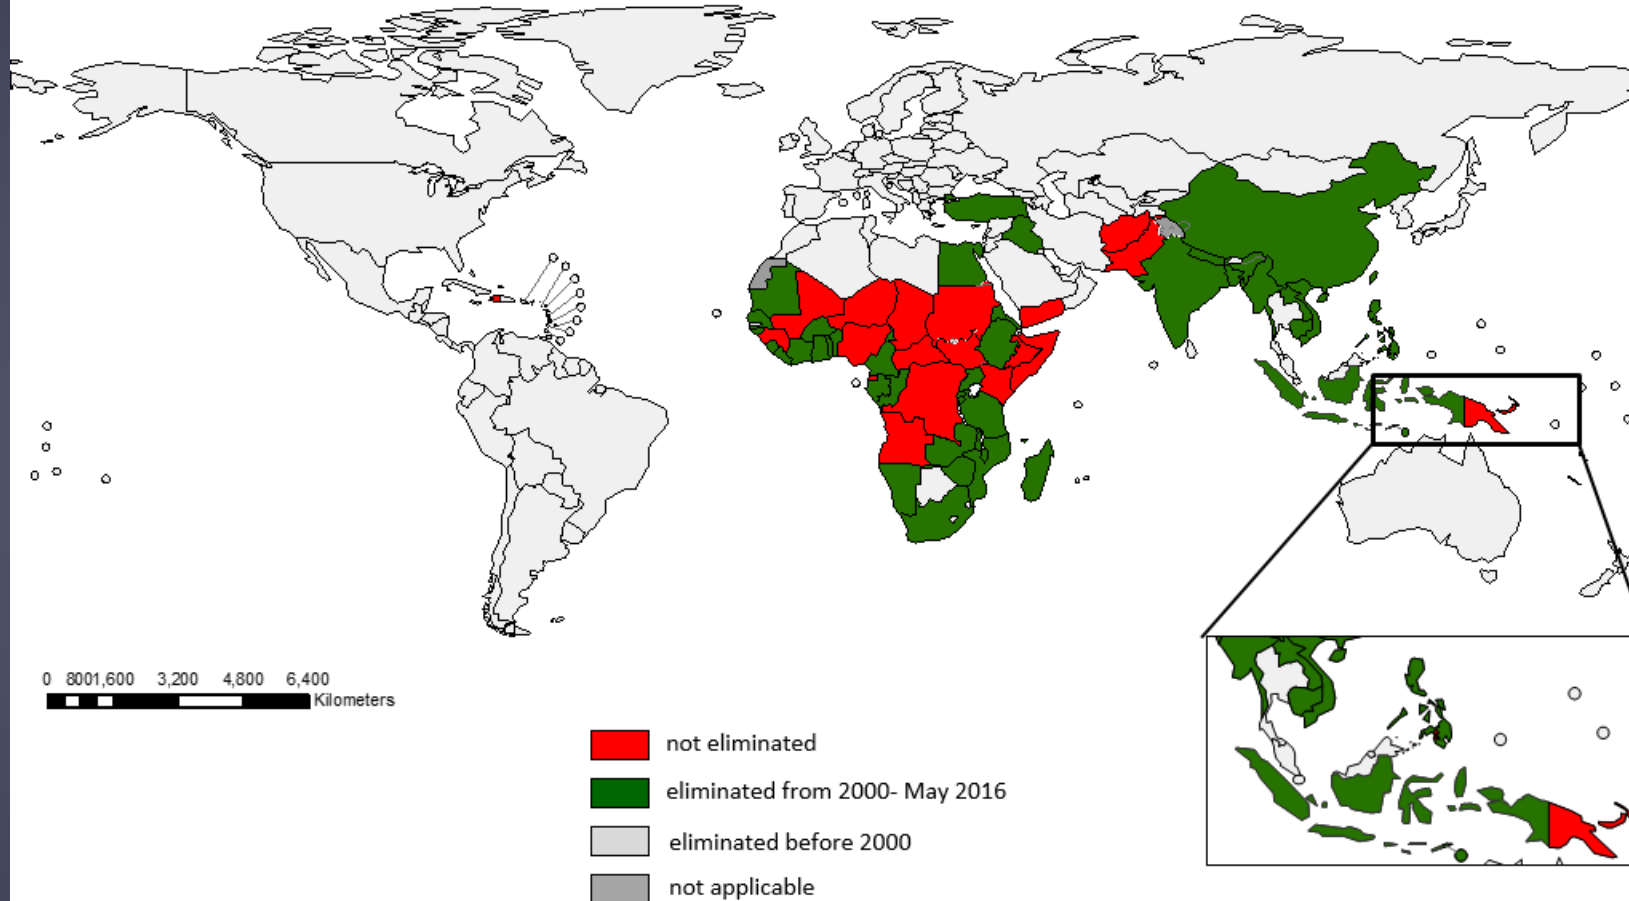 0 8001,600 3,200 4,800 6,400
Kilometers
not eliminated
eliminated from 2000- May 2016
eliminated before 2000
not applicable